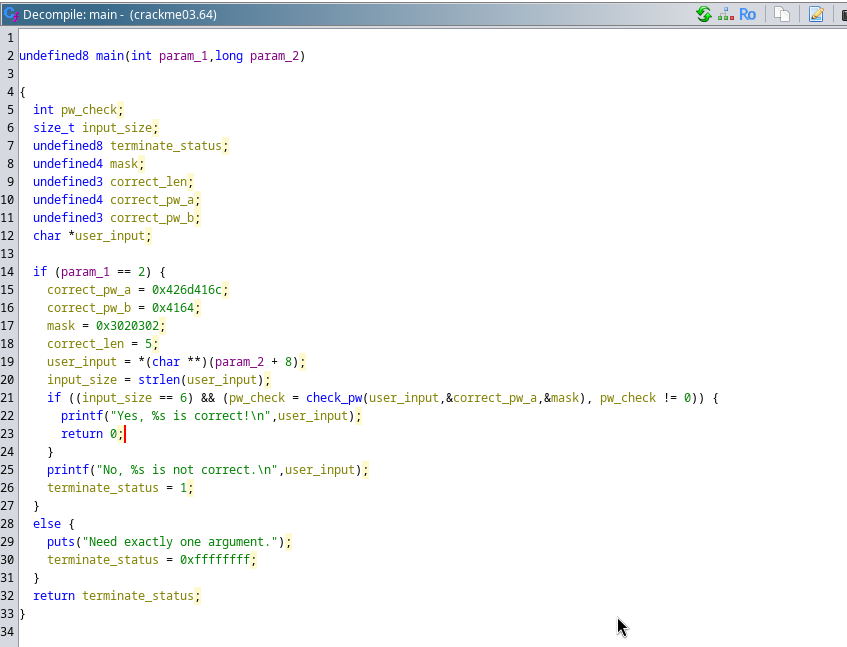 Decompile: main - (crackme03.64)
Ro
1
2 undefined8 main(int param_1,long param_2)
3
4 {
5 int pw_check;
6 size_t input_size;
7 undefined8 terminate_status;
8 undefined4 mask;
9 undefined3 correct_len;
10 undefined4 correct_pw_a;
11 undefined3 correct_pw_b;
12 char *user_input;
13
14 if (param_1 == 2) {
15 correct_pw_a = 0x426d416c;
16 correct_pw_b = 0x4164;
17 mask = 0x3020302;
18 correct_len = 5;
19 user_input = *(char **)(param_2 + 8);
20 input_size = strlen(user_input);
21 if ((input_size == 6) && (pw_check = check_pw(user_input,&correct_pw_a,&mask), pw_check != 0)) {
22 printf("Yes, %s is correct!\n",user_input);
23 return 0;
24 }
25 printf("No, %s is not correct.\n",user_input);
26 terminate_status = 1;
27 }
28 else {
29 puts("Need exactly one argument.");
30 terminate_status = 0xffffffff;
31 }
32 return terminate_status;
33 }
34